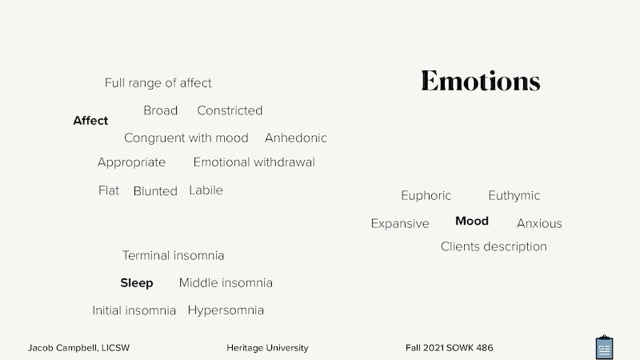 Emotions
Full range of affect
Broad Constricted
Affect
Congruent with mood Anhedonic
Appropriate Emotional withdrawal
Flat Blunted Labile
Euphoric Euthymic
Expansive Mood Anxious
Clients description
Terminal insomnia
Sleep Middle insomnia
Initial insomnia Hypersomnia
Jacob Campbell, LICSW Heritage University Fall 2021 SOWK 486